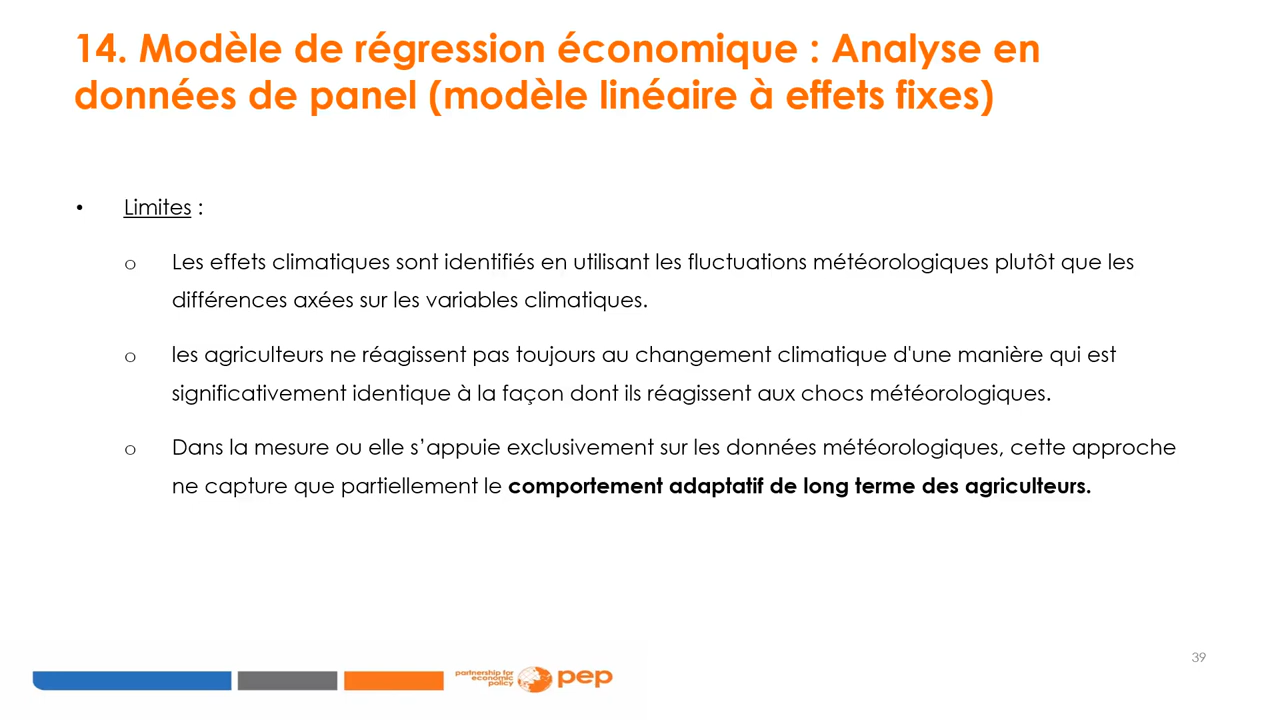 14. Modèle de régression économique : Analyse en
données de panel (modèle linéaire à effets fixes)
• Limites :
o Les effets climatiques sont identifiés en utilisant les fluctuations météorologiques plutôt que les
différences axées sur les variables climatiques.
o les agriculteurs ne réagissent pas toujours au changement climatique d'une manière qui est
significativement identique à la façon dont ils réagissent aux chocs météorologiques.
o Dans la mesure ou elle s’appuie exclusivement sur les données météorologiques, cette approche
ne capture que partiellement le comportement adaptatif de long terme des agriculteurs.
39
partnership for
economic
policy
pep